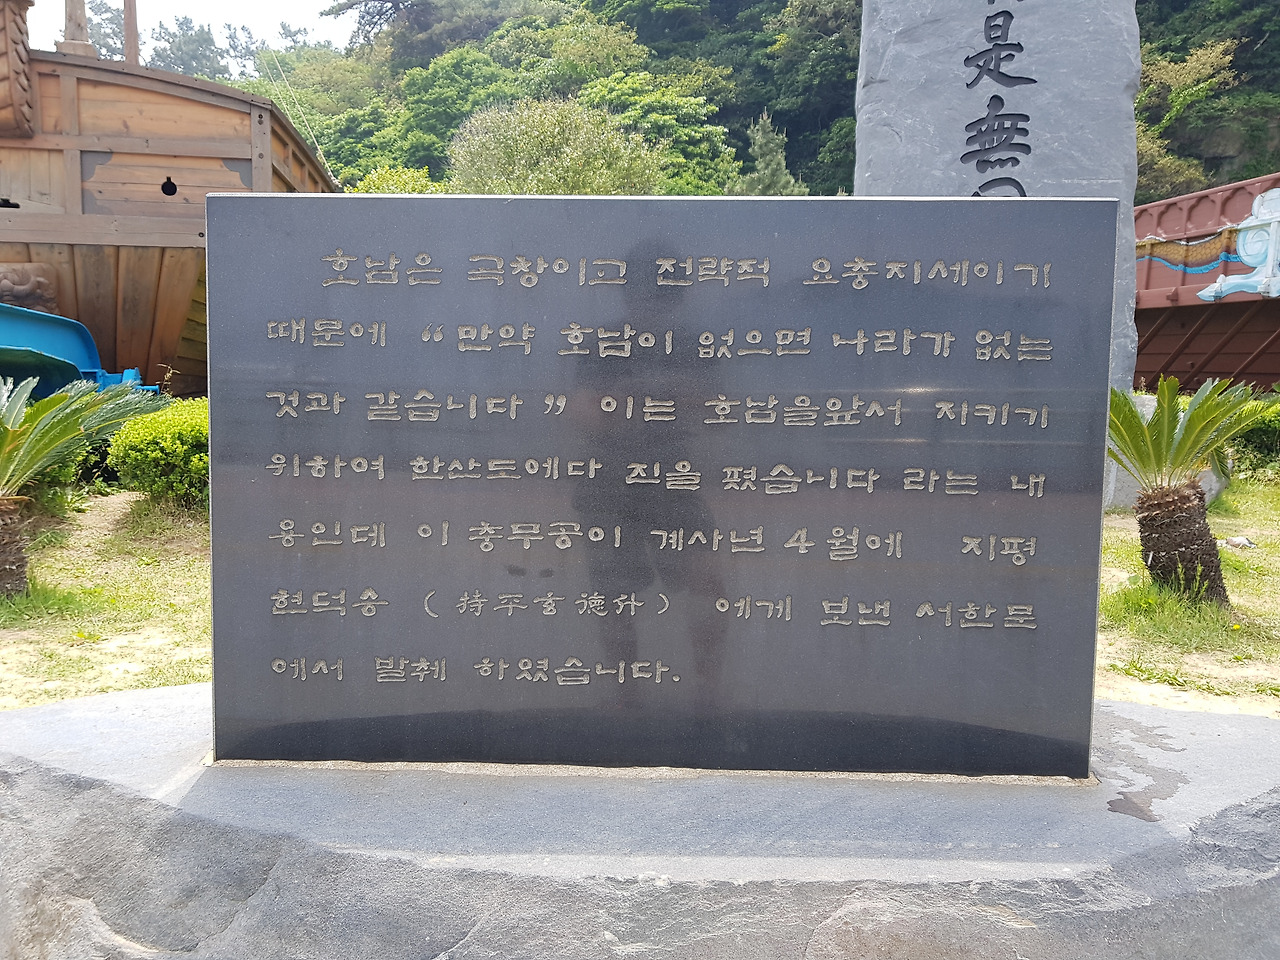 是
無
호남은 곡창이고 전략적 요충지세이기
때문에 “만약 호남이 없으면 나라가 없는
것과 같습니다” 이는 호남을앞서 지키기
위하여 한산도에다 진을 폈습니다 라는 내
용인데 이 충무공이 계사년 4월에 지평
현덕승 (持平玄德升) 에게 보낸 서한문
에서 발췌 하였습니다.